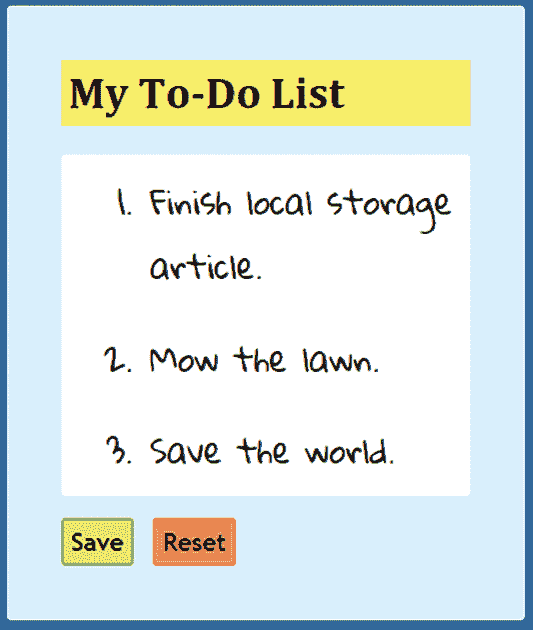 My To-Do List
1. Finish local storage
article.
2. Mow the lawn.
3. Save the world.
Save Reset